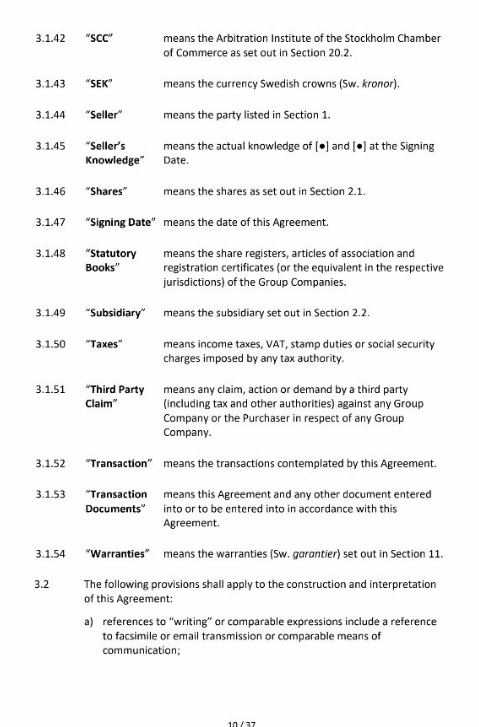 3.1.42 "SCC" means the Arbitration Institute of the Stockholm Chamber
of Commerce as set out in Section 20.2.
3.1.43 "SEK" means the currency Swedish crowns (Sw. kronor).
3.1.44 "Seller" means the party listed in Section 1.
3.1.45 "Seller's Knowledge" means the actual knowledge of [●] and [●] at the Signing
Date.
3.1.46 "Shares" means the shares as set out in Section 2.1.
3.1.47 "Signing Date" means the date of this Agreement.
3.1.48 "Statutory Books" means the share registers, articles of association and
registration certificates (or the equivalent in the respective
jurisdictions) of the Group Companies.
3.1.49 "Subsidiary" means the subsidiary set out in Section 2.2.
3.1.50 "Taxes" means income taxes, VAT, stamp duties or social security
charges imposed by any tax authority.
3.1.51 "Third Party Claim" means any claim, action or demand by a third party
(including tax and other authorities) against any Group
Company or the Purchaser in respect of any Group
Company.
3.1.52 "Transaction" means the transactions contemplated by this Agreement.
3.1.53 "Transaction Documents" means this Agreement and any other document entered
into or to be entered into in accordance with this
Agreement.
3.1.54 "Warranties" means the warranties (Sw. garantier) set out in Section 11.
3.2 The following provisions shall apply to the construction and interpretation
of this Agreement:
a) references to "writing" or comparable expressions include a reference
to facsimile or email transmission or comparable means of
communication;
10 / 37